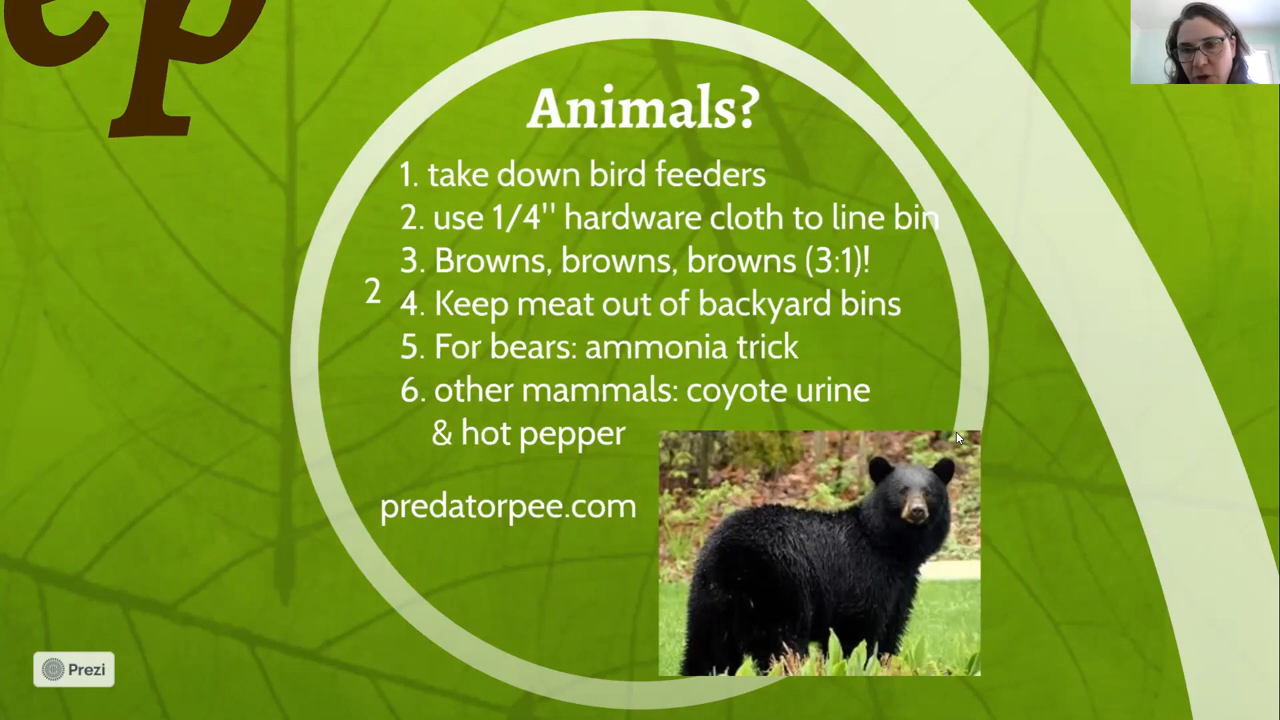 ep
Animals?
1. take down bird feeders
2. use 1/4" hardware cloth to line bin
3. Browns, browns, browns (3:1)!
2
4. Keep meat out of backyard bins
5. For bears: ammonia trick
6. other mammals: coyote urine
& hot pepper
predatorpee.com
Prezi